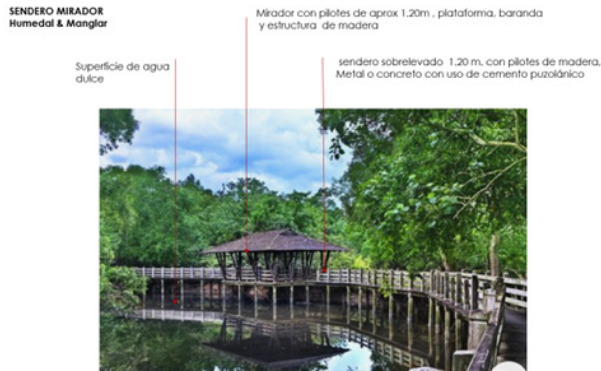 SENDERO MIRADOR
Humedal & Manglar
Mirador con pilotes de aprox 1.20m , plataforma, baranda
y estructura de madera
Superficie de agua
dulce
sendero sobrelevado 1.20 m, con pilotes de madera,
Metal o concreto con uso de cemento puzolánico